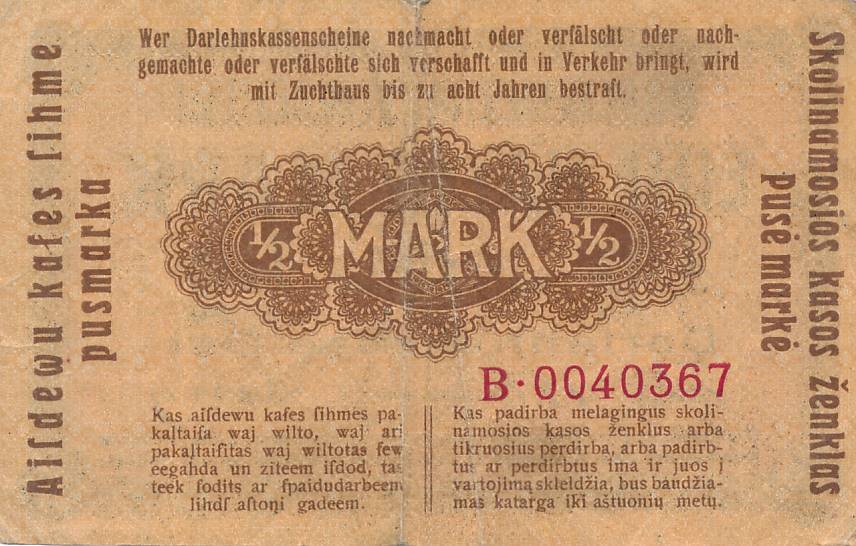 Wer Darlehnskassenscheine nachmacht oder verfälscht oder nach-
gemachte oder verfälschte sich verschafft und in Verkehr bringt, wird
mit Zuchthaus bis zu acht Jahren bestraft.
Aiſdewu kaſes ſihme
pusmarka
½ MARK ½
Skolinamosios kasos ženklas
Pusė markė
B·0040367
Kas aiſdewu kaſes ſihmes pa-
kaļtaiſa waj wilto, waj ari
pakaļtaiſitas waj wiltotas ſew
eegahda un ziteem iſdod, tas
teek ſodits ar ſpaidudarbeem
lihdſ aſtoņi gadeem.
Kas padirba melagingus skoli-
namosios kasos ženklus arba
tikruosius perdirba, arba padirb-
tus ar perdirbtus ima ir juos į
vartojimą skleldžia, bus baudžia-
mas katarga iki aštuonių metų.